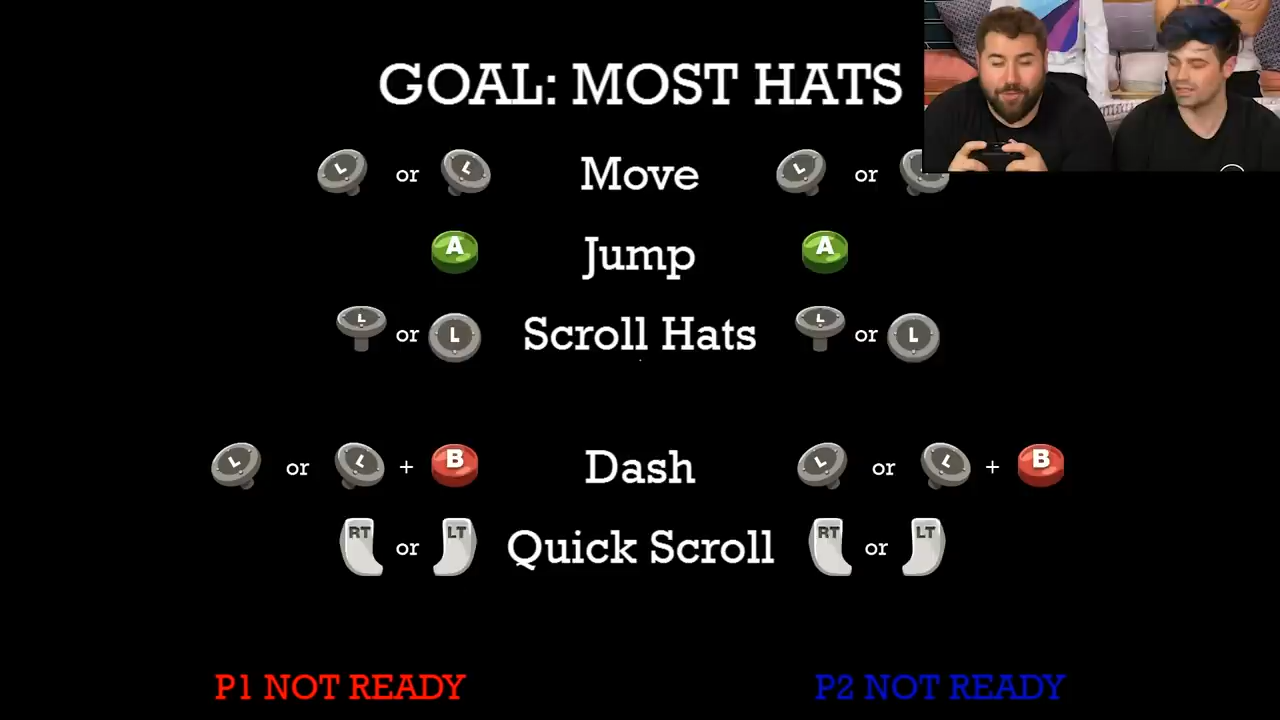 GOAL: MOST HATS
L or L Move L or
A Jump A
L or L Scroll Hats L or L
L or L + B Dash L or L + B
RT or LT Quick Scroll RT or LT
P1 NOT READY P2 NOT READY